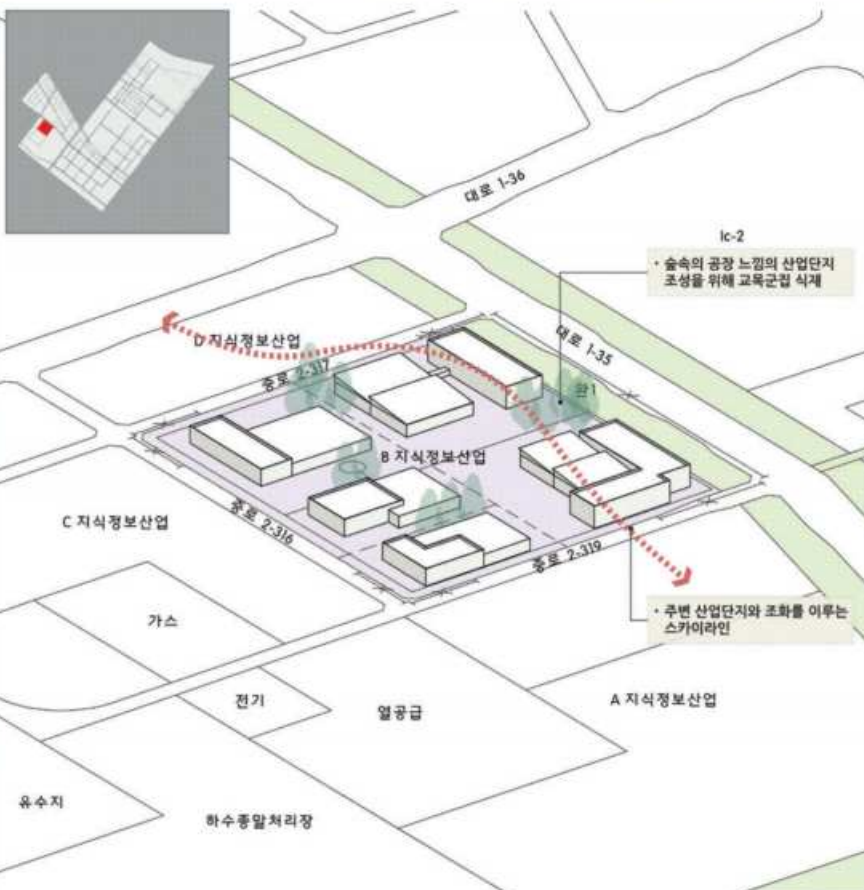 대로 1-36
Ic-2
• 숲속의 공장 느낌의 산업단지
조성을 위해 교목군집 식재
대로 1-35
D 지식정보산업
중로 2-317
완1
B 지식정보산업
C 지식정보산업
중로 2-316
중로 2-319
• 주변 산업단지와 조화를 이루는
스카이라인
가스
전기
열공급
A 지식정보산업
유수지
하수종말처리장